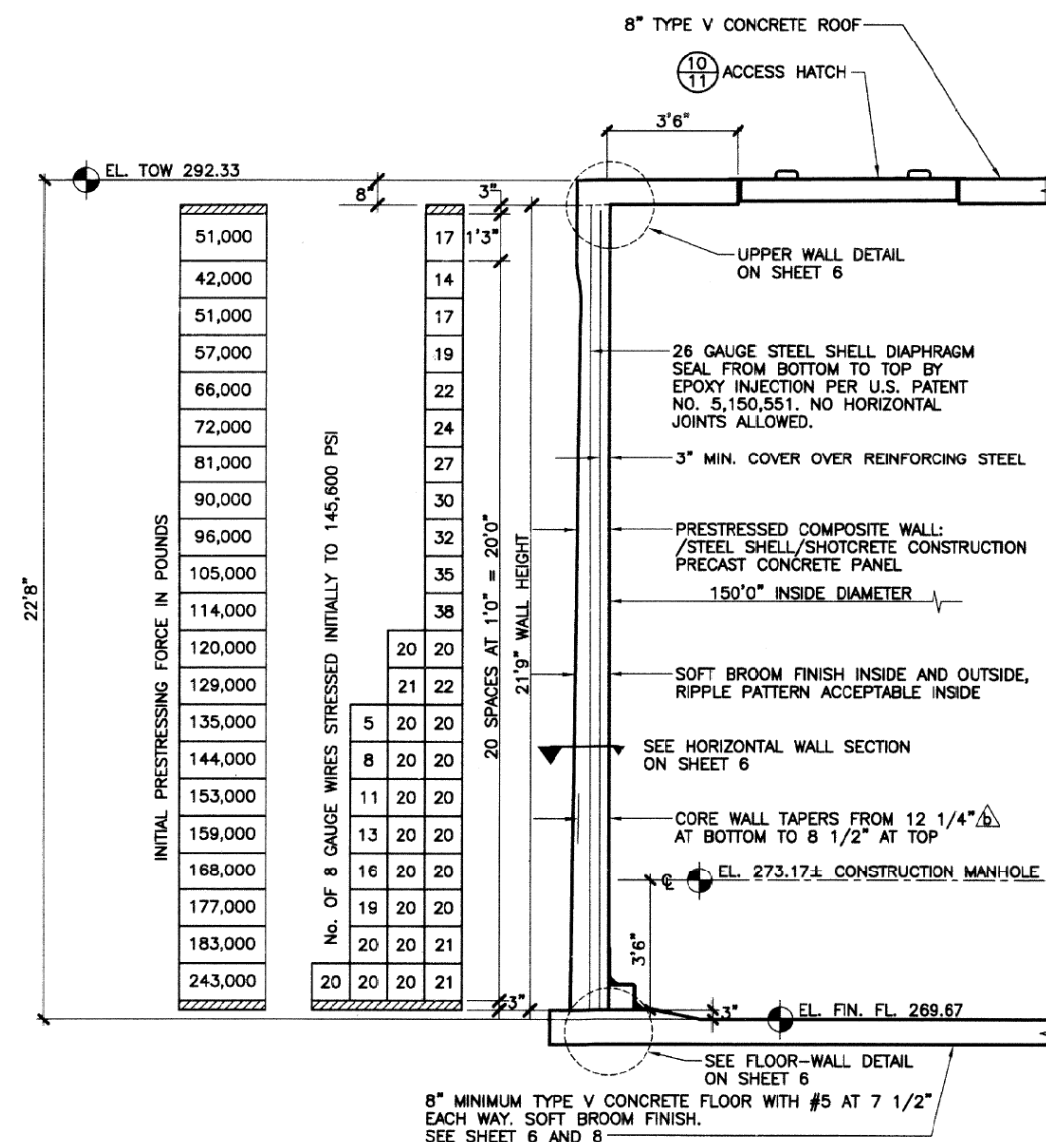 8" TYPE V CONCRETE ROOF
10
11
ACCESS HATCH
3'6"
EL. TOW 292.33
8"
3"
1'3"
UPPER WALL DETAIL
ON SHEET 6
51,000 17
42,000 14
51,000 17
57,000 19
66,000 22
72,000 24
81,000 27
90,000 30
96,000 32
105,000 35
114,000 38
120,000 20 20
129,000 21 22
135,000 5 20 20
144,000 8 20 20
153,000 11 20 20
159,000 13 20 20
168,000 16 20 20
177,000 19 20 20
183,000 20 20 21
243,000 20 20 20 21
22'8"
INITIAL PRESTRESSING FORCE IN POUNDS
No. OF 8 GAUGE WIRES STRESSED INITIALLY TO 145,600 PSI
20 SPACES AT 1'0" = 20'0"
21'9" WALL HEIGHT
26 GAUGE STEEL SHELL DIAPHRAGM
SEAL FROM BOTTOM TO TOP BY
EPOXY INJECTION PER U.S. PATENT
NO. 5,150,551. NO HORIZONTAL
JOINTS ALLOWED.
3" MIN. COVER OVER REINFORCING STEEL
PRESTRESSED COMPOSITE WALL:
/STEEL SHELL/SHOTCRETE CONSTRUCTION
PRECAST CONCRETE PANEL
150'0" INSIDE DIAMETER
SOFT BROOM FINISH INSIDE AND OUTSIDE,
RIPPLE PATTERN ACCEPTABLE INSIDE
SEE HORIZONTAL WALL SECTION
ON SHEET 6
CORE WALL TAPERS FROM 12 1/4" b
AT BOTTOM TO 8 1/2" AT TOP
℄ EL. 273.17± CONSTRUCTION MANHOLE
3'6"
3"
3"
EL. FIN. FL. 269.67
SEE FLOOR-WALL DETAIL
ON SHEET 6
8" MINIMUM TYPE V CONCRETE FLOOR WITH #5 AT 7 1/2"
EACH WAY. SOFT BROOM FINISH.
SEE SHEET 6 AND 8